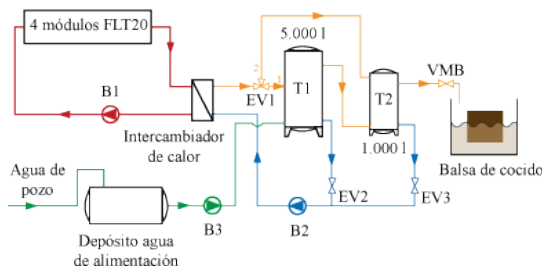 4 módulos FLT20
5.000 l
2
1
EV1
T1
T2
VMB
B1
Intercambiador
de calor
1.000 l
Balsa de cocido
Agua de
pozo
EV2
EV3
B3
B2
Depósito agua
de alimentación